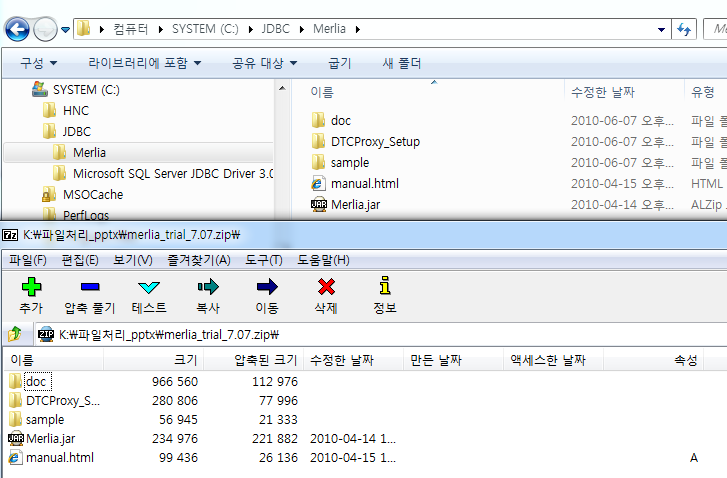 컴퓨터 SYSTEM (C:) JDBC Merlia
구성 라이브러리에 포함 공유 대상 굽기 새 폴더
SYSTEM (C:)
HNC
JDBC
Merlia
Microsoft SQL Server JDBC Driver 3.0
MSOCache
PerfLogs
이름 수정한 날짜 유형
doc 2010-06-07 오후... 파일 폴
DTCProxy_Setup 2010-06-07 오후... 파일 폴
sample 2010-06-07 오후... 파일 폴
manual.html 2010-04-15 오후... HTML
Merlia.jar 2010-04-14 오후... ALZip
K:₩파일처리_pptx₩merlia_trial_7.07.zip₩
파일(F) 편집(E) 보기(V) 즐겨찾기(A) 도구(T) 도움말(H)
추가 압축 풀기 테스트 복사 이동 삭제 정보
K:₩파일처리_pptx₩merlia_trial_7.07.zip₩
이름 크기 압축된 크기 수정한 날짜 만든 날짜 액세스한 날짜 속성
doc 966 560 112 976
DTCProxy_S... 280 806 77 996
sample 56 945 21 333
Merlia.jar 234 976 221 882 2010-04-14 1...
manual.html 99 436 26 136 2010-04-15 1... A